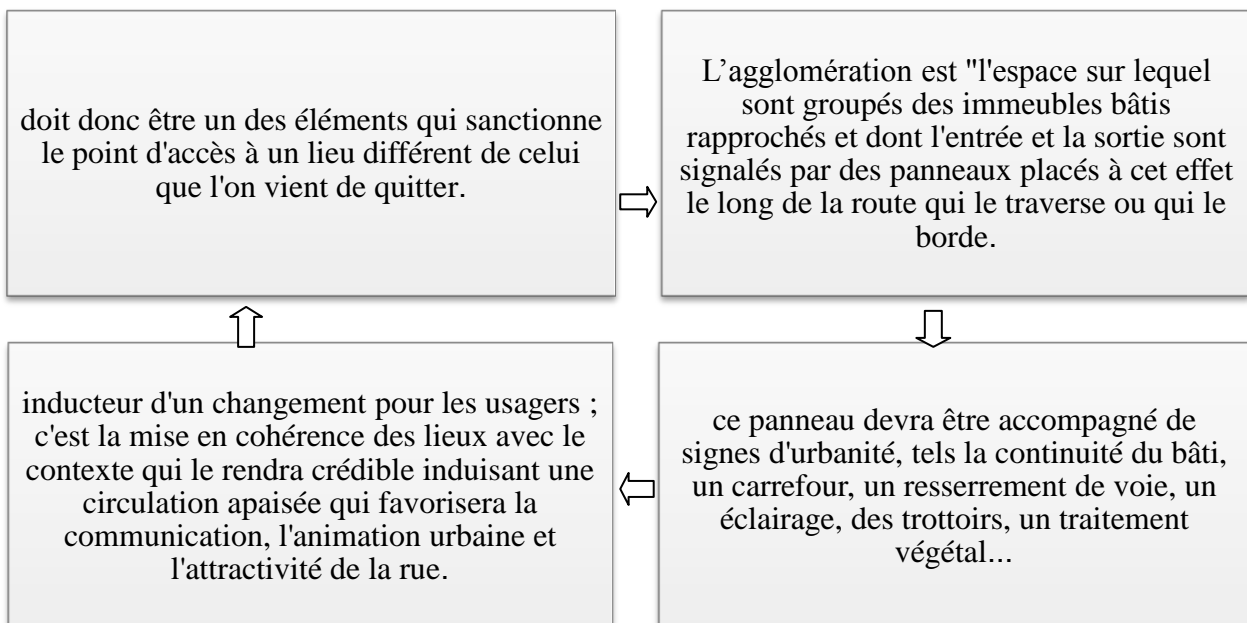 doit donc être un des éléments qui sanctionne
le point d'accès à un lieu différent de celui
que l'on vient de quitter.
L’agglomération est "l'espace sur lequel
sont groupés des immeubles bâtis
rapprochés et dont l'entrée et la sortie sont
signalés par des panneaux placés à cet effet
le long de la route qui le traverse ou qui le
borde.
ce panneau devra être accompagné de
signes d'urbanité, tels la continuité du bâti,
un carrefour, un resserrement de voie, un
éclairage, des trottoirs, un traitement
végétal...
inducteur d'un changement pour les usagers ;
c'est la mise en cohérence des lieux avec le
contexte qui le rendra crédible induisant une
circulation apaisée qui favorisera la
communication, l'animation urbaine et
l'attractivité de la rue.